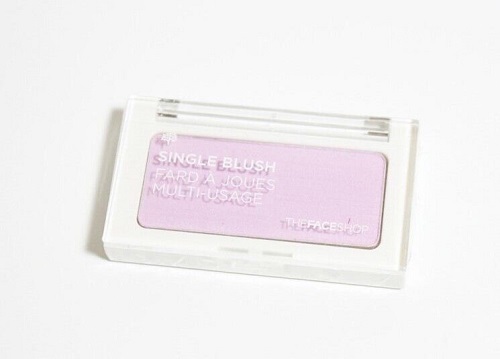 SINGLE BLUSH
FARD À JOUES
MULTI-USAGE
THEFACESHOP